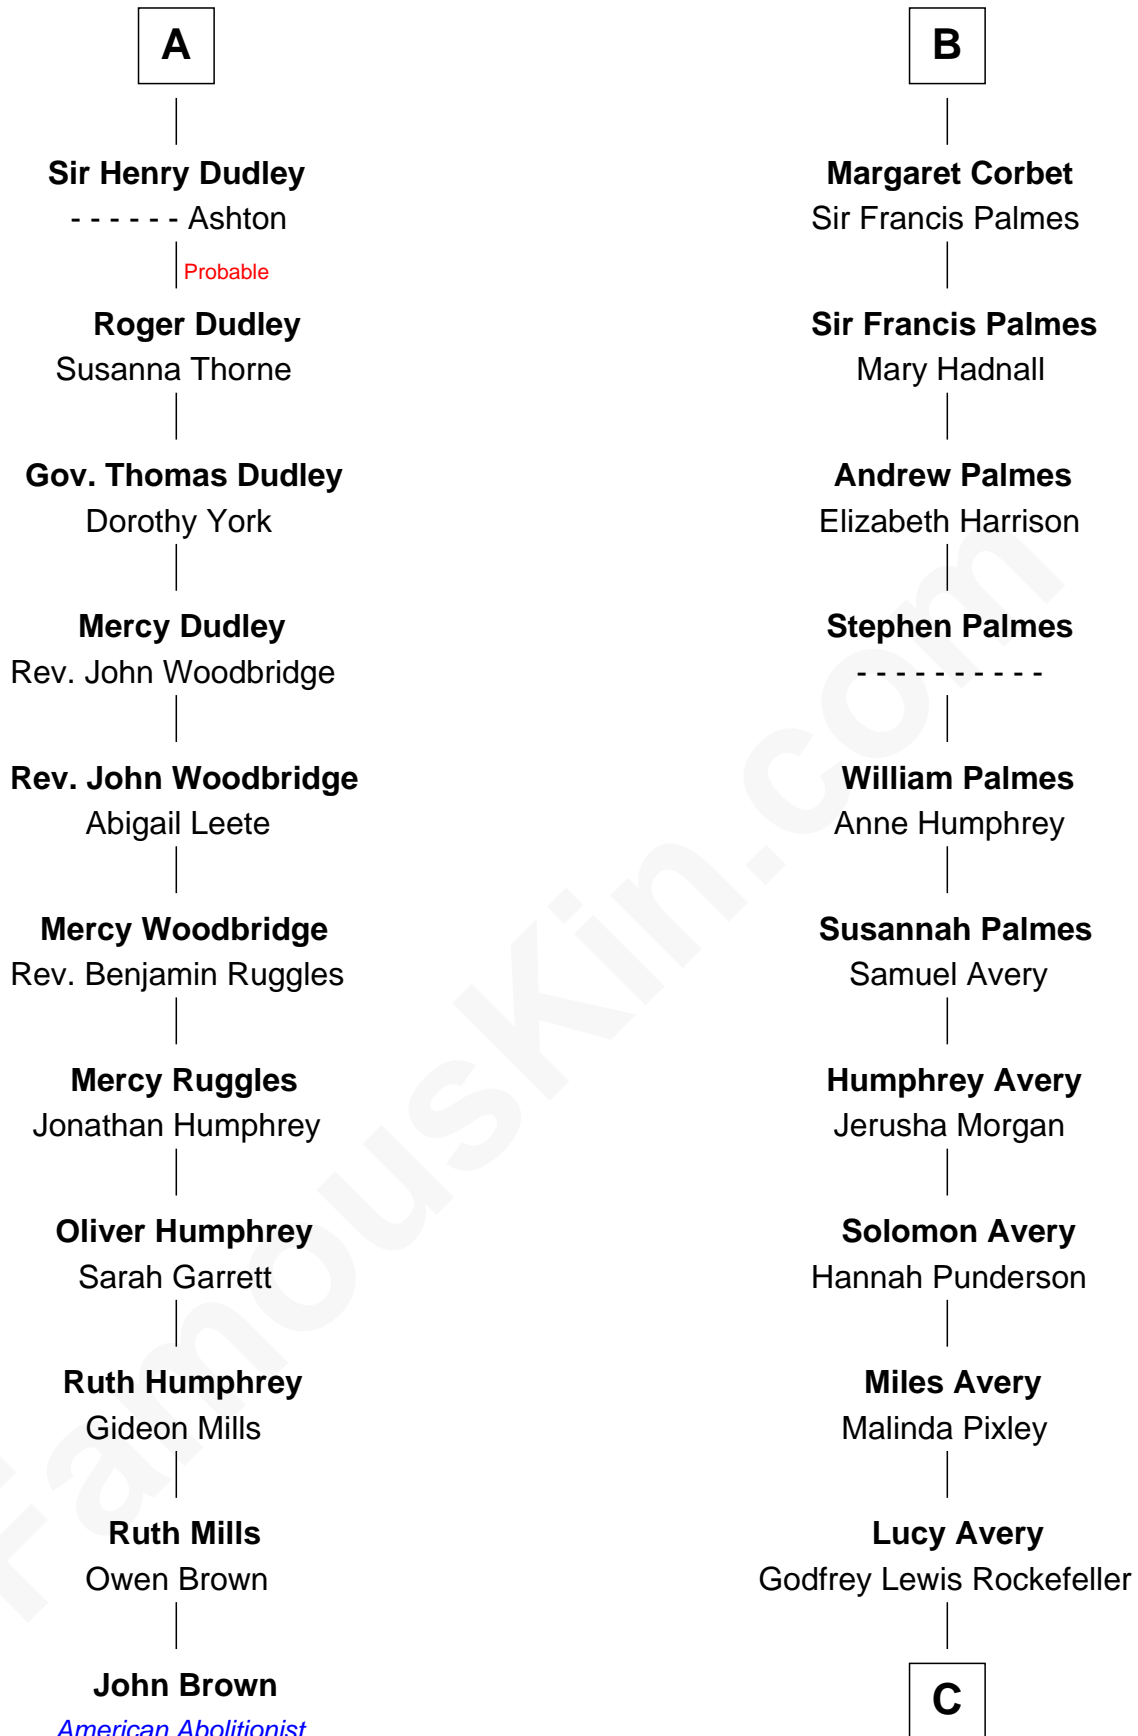 A
Sir Henry Dudley
- - - - - - Ashton
Probable
Roger Dudley
Susanna Thorne
Gov. Thomas Dudley
Dorothy York
Mercy Dudley
Rev. John Woodbridge
Rev. John Woodbridge
Abigail Leete
Mercy Woodbridge
Rev. Benjamin Ruggles
Mercy Ruggles
Jonathan Humphrey
Oliver Humphrey
Sarah Garrett
Ruth Humphrey
Gideon Mills
Ruth Mills
Owen Brown
John Brown
American Abolitionist
B
Margaret Corbet
Sir Francis Palmes
Sir Francis Palmes
Mary Hadnall
Andrew Palmes
Elizabeth Harrison
Stephen Palmes
- - - - - - - - - -
William Palmes
Anne Humphrey
Susannah Palmes
Samuel Avery
Humphrey Avery
Jerusha Morgan
Solomon Avery
Hannah Punderson
Miles Avery
Malinda Pixley
Lucy Avery
Godfrey Lewis Rockefeller
C
FamousKin.com